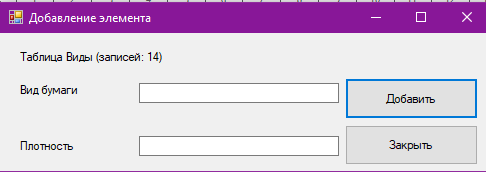 Добавление элемента
Таблица Виды (записей: 14)
Вид бумаги
Добавить
Плотность
Закрыть